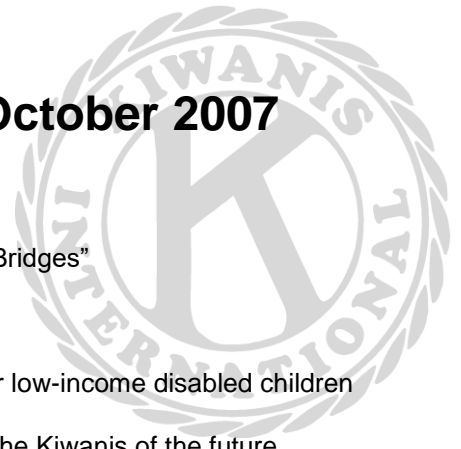 October 2007
KIWANIS
INTERNATIONAL
K
Bridges”
r low-income disabled children
he Kiwanis of the future